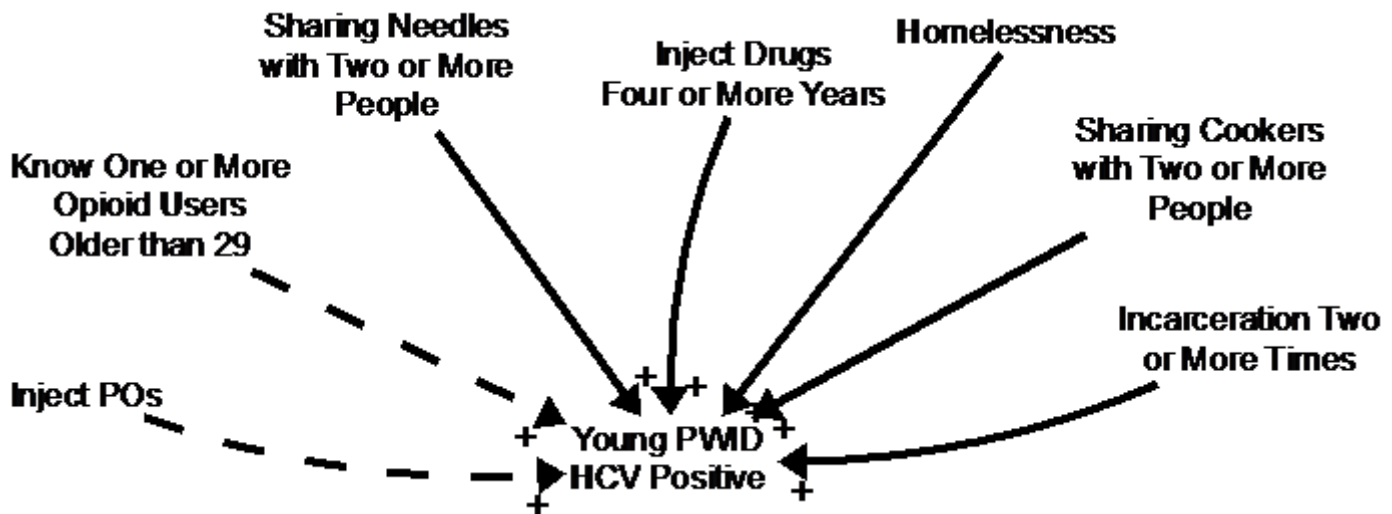 Sharing Needles
with Two or More
People
Inject Drugs
Four or More Years
Homelessness
Sharing Cookers
with Two or More
People
Know One or More
Opioid Users
Older than 29
Incarceration Two
or More Times
Inject POs
+ + + +
+ Young PWID
HCV Positive
+ +